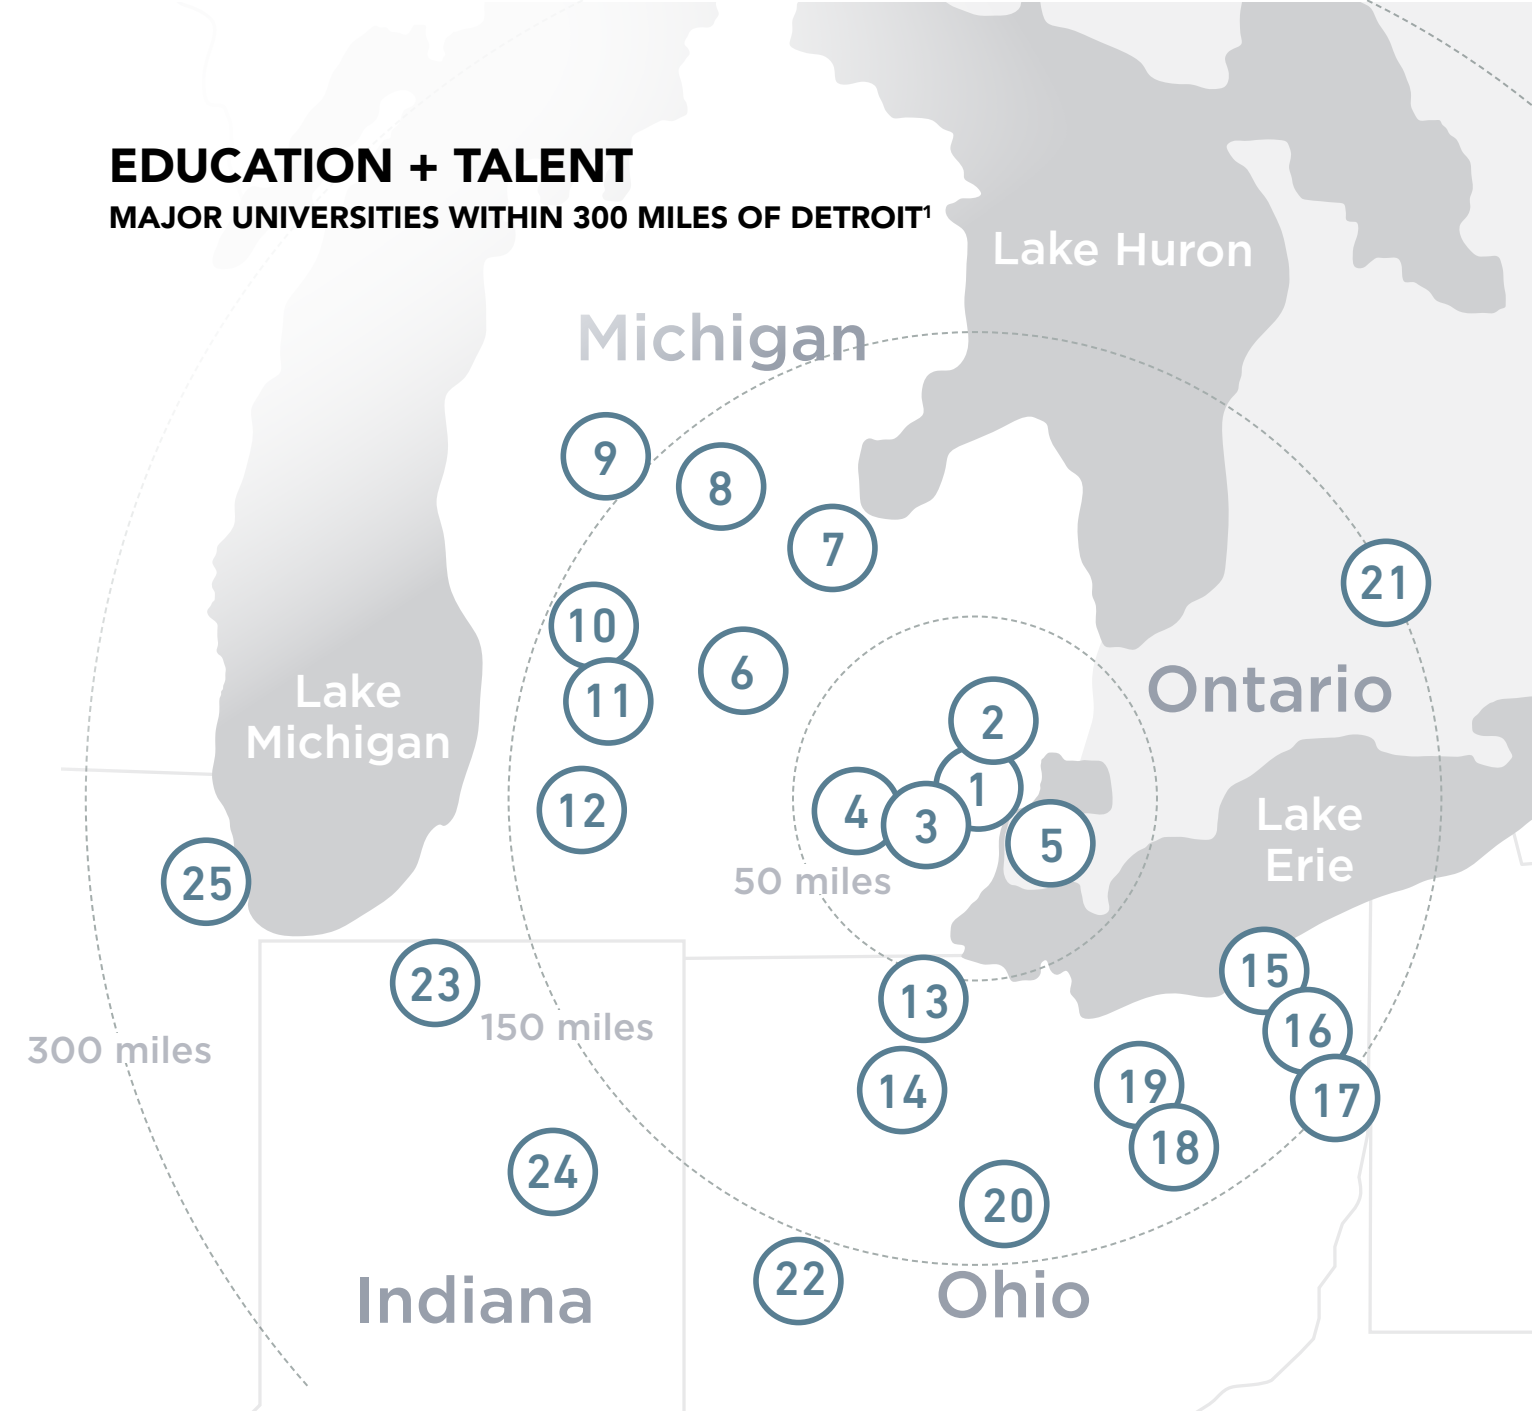 EDUCATION + TALENT
MAJOR UNIVERSITIES WITHIN 300 MILES OF DETROIT¹
Lake Huron
Michigan
9
8
7
21
10
6
11
Ontario
Lake
Michigan
2
1
4
3
5
12
Lake
Erie
25
50 miles
23
13
15
150 miles
16
300 miles
14
19
17
18
24
20
22
Indiana
Ohio